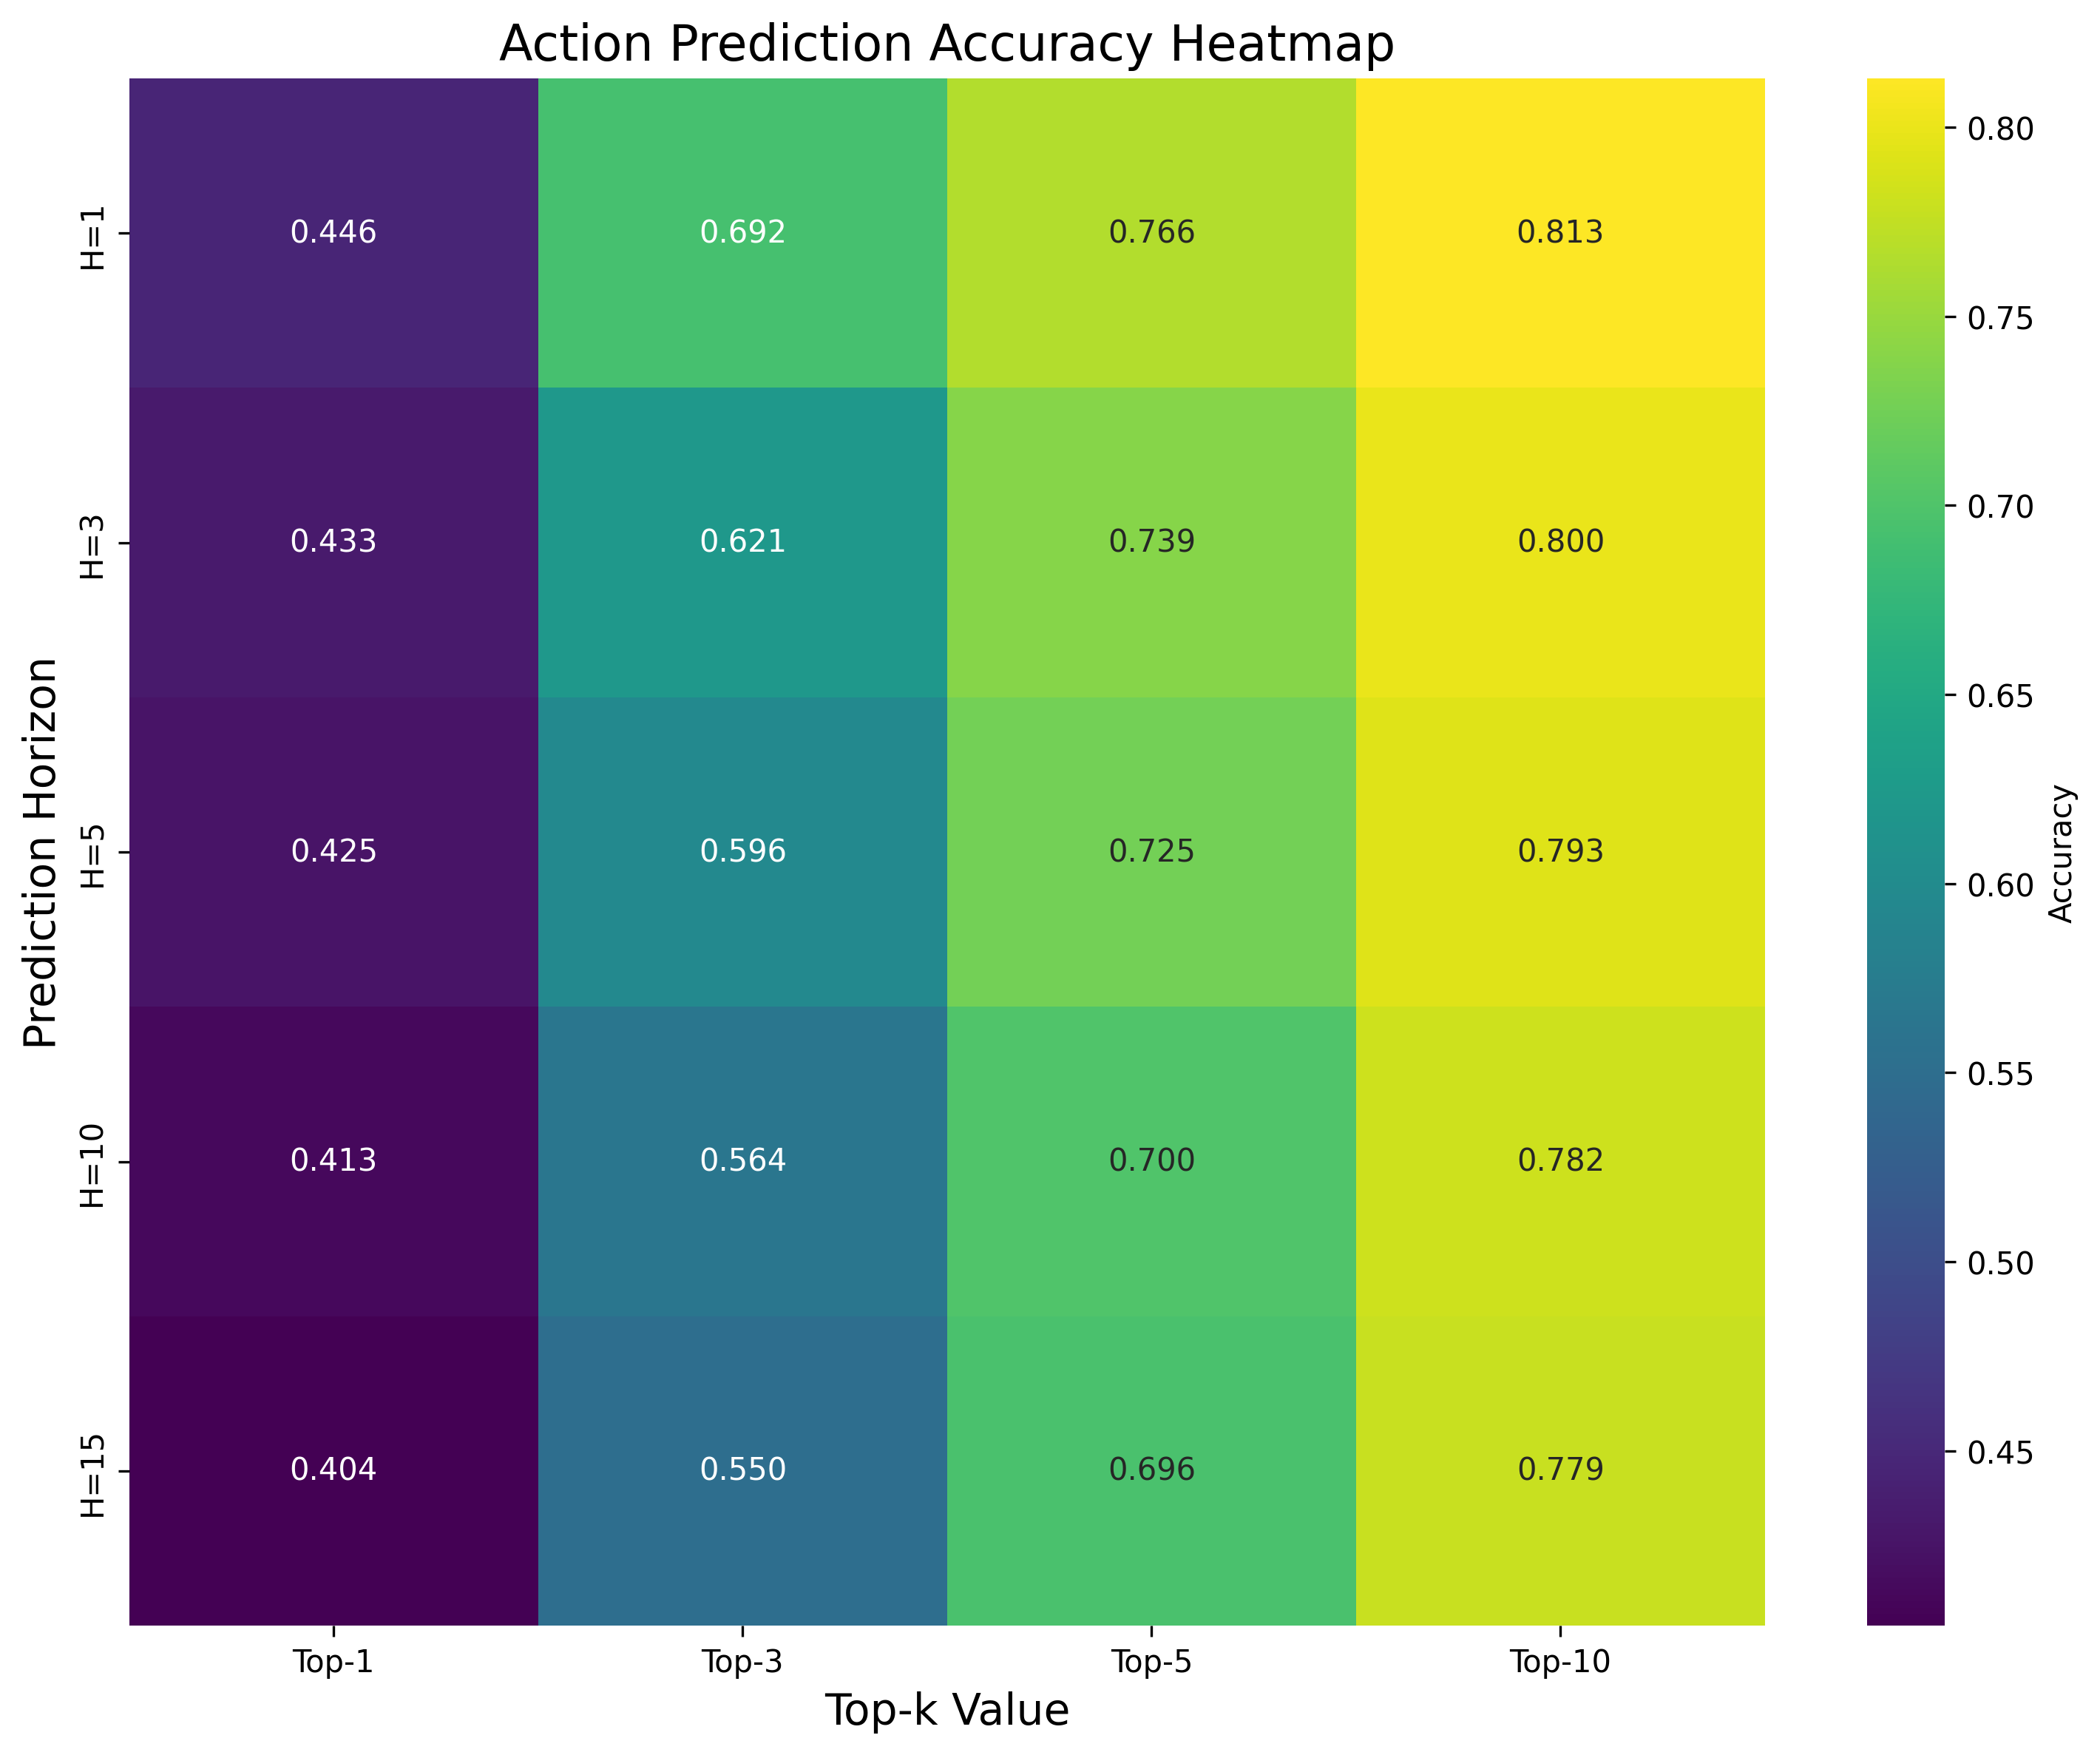 Action Prediction Accuracy Heatmap
Prediction Horizon
H=1
0.446 0.692 0.766 0.813
H=3
0.433 0.621 0.739 0.800
H=5
0.425 0.596 0.725 0.793
H=10
0.413 0.564 0.700 0.782
H=15
0.404 0.550 0.696 0.779
Top-1 Top-3 Top-5 Top-10
Top-k Value
0.80
0.75
0.70
0.65
0.60
0.55
0.50
0.45
Accuracy